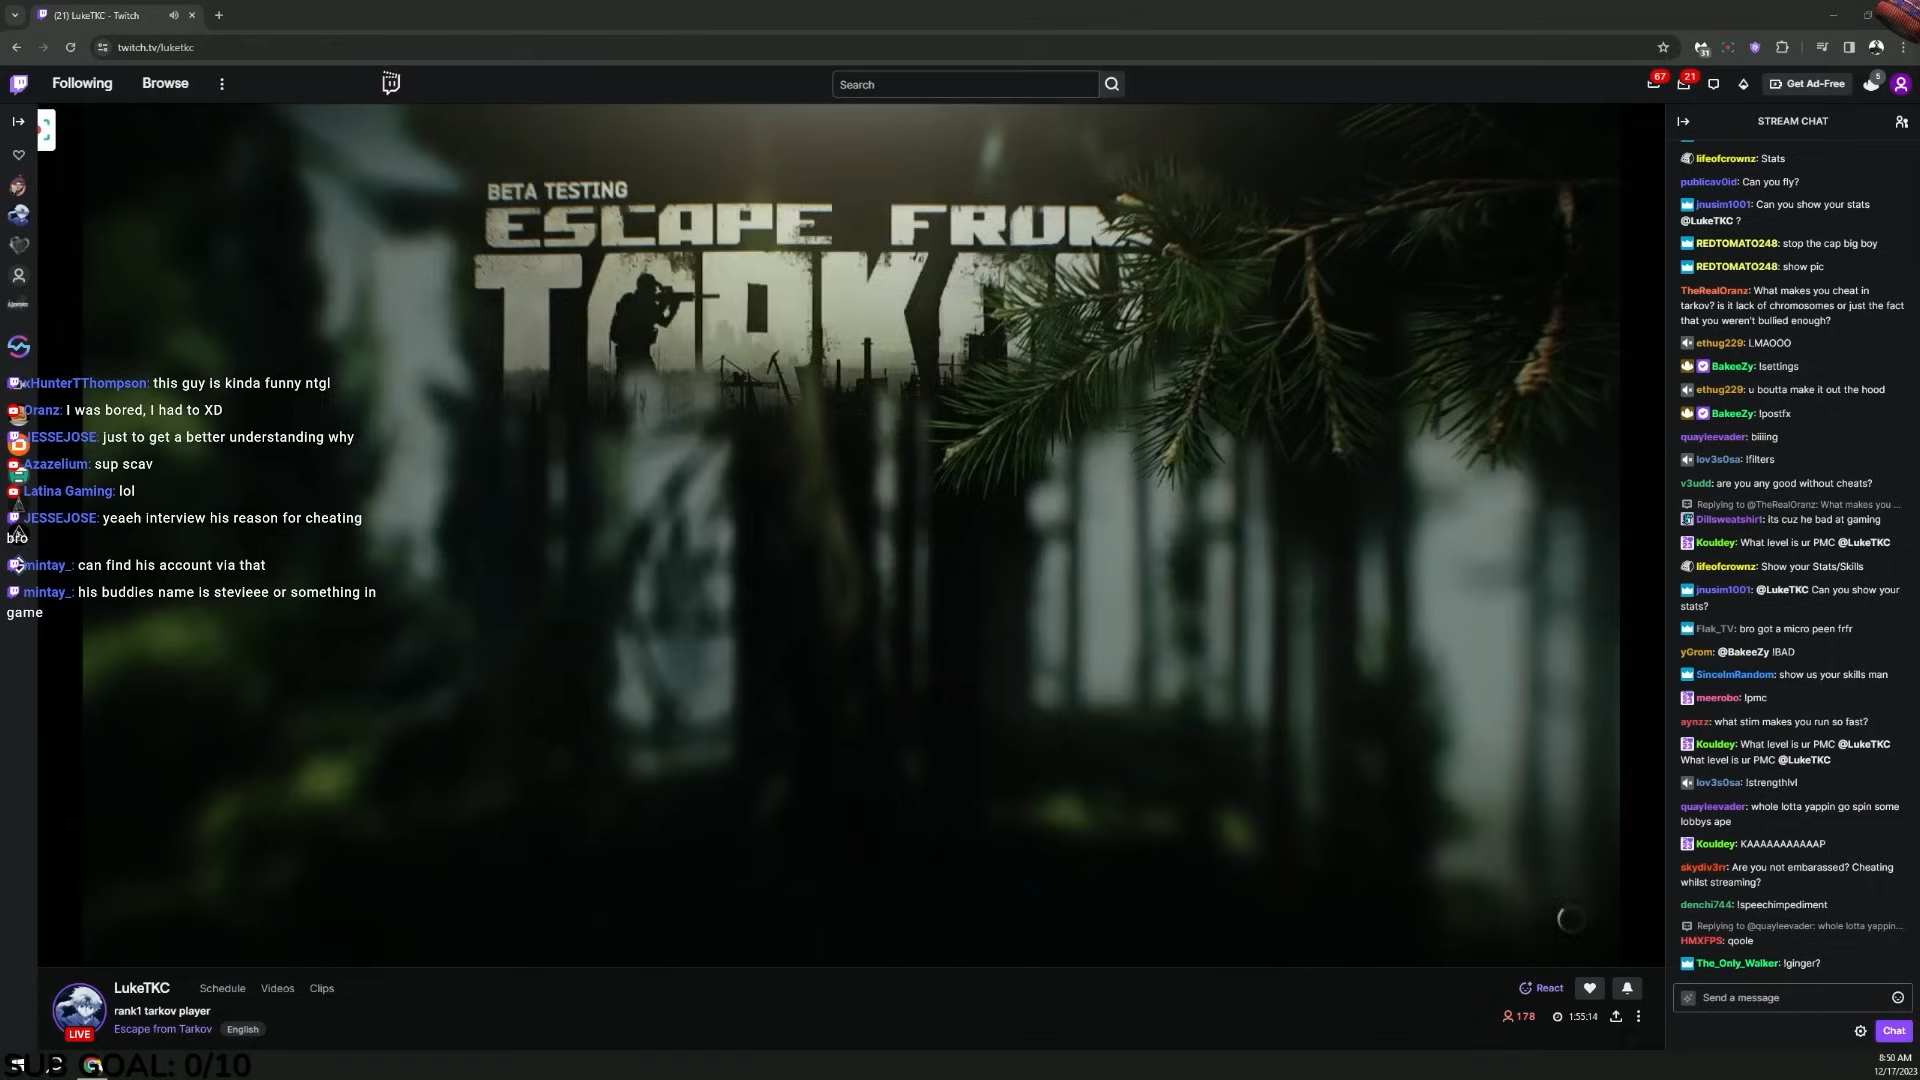 (21) LukeTKC - Twitch
twitch.tv/luketkc
31
Following
Browse
Search
67
21
Get Ad-Free
5
BETA TESTING
ESCAPE FROM
xHunterTThompson: this guy is kinda funny ntgl
Oranz: I was bored, I had to XD
JESSEJOSE: just to get a better understanding why
Azazelium: sup scav
Latina Gaming: lol
JESSEJOSE: yeaeh interview his reason for cheating
bro
mintay_: can find his account via that
mintay_: his buddies name is stevieee or something in
game
STREAM CHAT
lifeofcrownz: Stats
publicav0id: Can you fly?
jnusim1001: Can you show your stats
@LukeTKC ?
REDTOMATO248: stop the cap big boy
REDTOMATO248: show pic
TheRealOranz: What makes you cheat in
tarkov? is it lack of chromosomes or just the fact
that you weren't bullied enough?
ethug229: LMAOOO
BakeeZy: !settings
ethug229: u boutta make it out the hood
BakeeZy: !postfx
quayleevader: biiiing
lov3s0sa: !filters
v3udd: are you any good without cheats?
Replying to @TheRealOranz: What makes you ...
Dillsweatshirt: its cuz he bad at gaming
Kouldey: What level is ur PMC @LukeTKC
lifeofcrownz: Show your Stats/Skills
jnusim1001: @LukeTKC Can you show your
stats?
Flak_TV: bro got a micro peen frfr
yGrom: @BakeeZy !BAD
SinceImRandom: show us your skills man
meerobo: !pmc
aynzz: what stim makes you run so fast?
Kouldey: What level is ur PMC @LukeTKC
What level is ur PMC @LukeTKC
lov3s0sa: !strengthlvl
quayleevader: whole lotta yappin go spin some
lobbys ape
Kouldey: KAAAAAAAAAAAP
skydiv3rr: Are you not embarassed? Cheating
whilst streaming?
denchi744: !speechimpediment
Replying to @quayleevader: whole lotta yappin...
HMXFPS: qoole
The_Only_Walker: !ginger?
Send a message
Chat
LukeTKC
Schedule
Videos
Clips
rank1 tarkov player
Escape from Tarkov
English
LIVE
React
178
1:55:14
SUB GOAL: 0/10
8:50 AM
12/17/2023